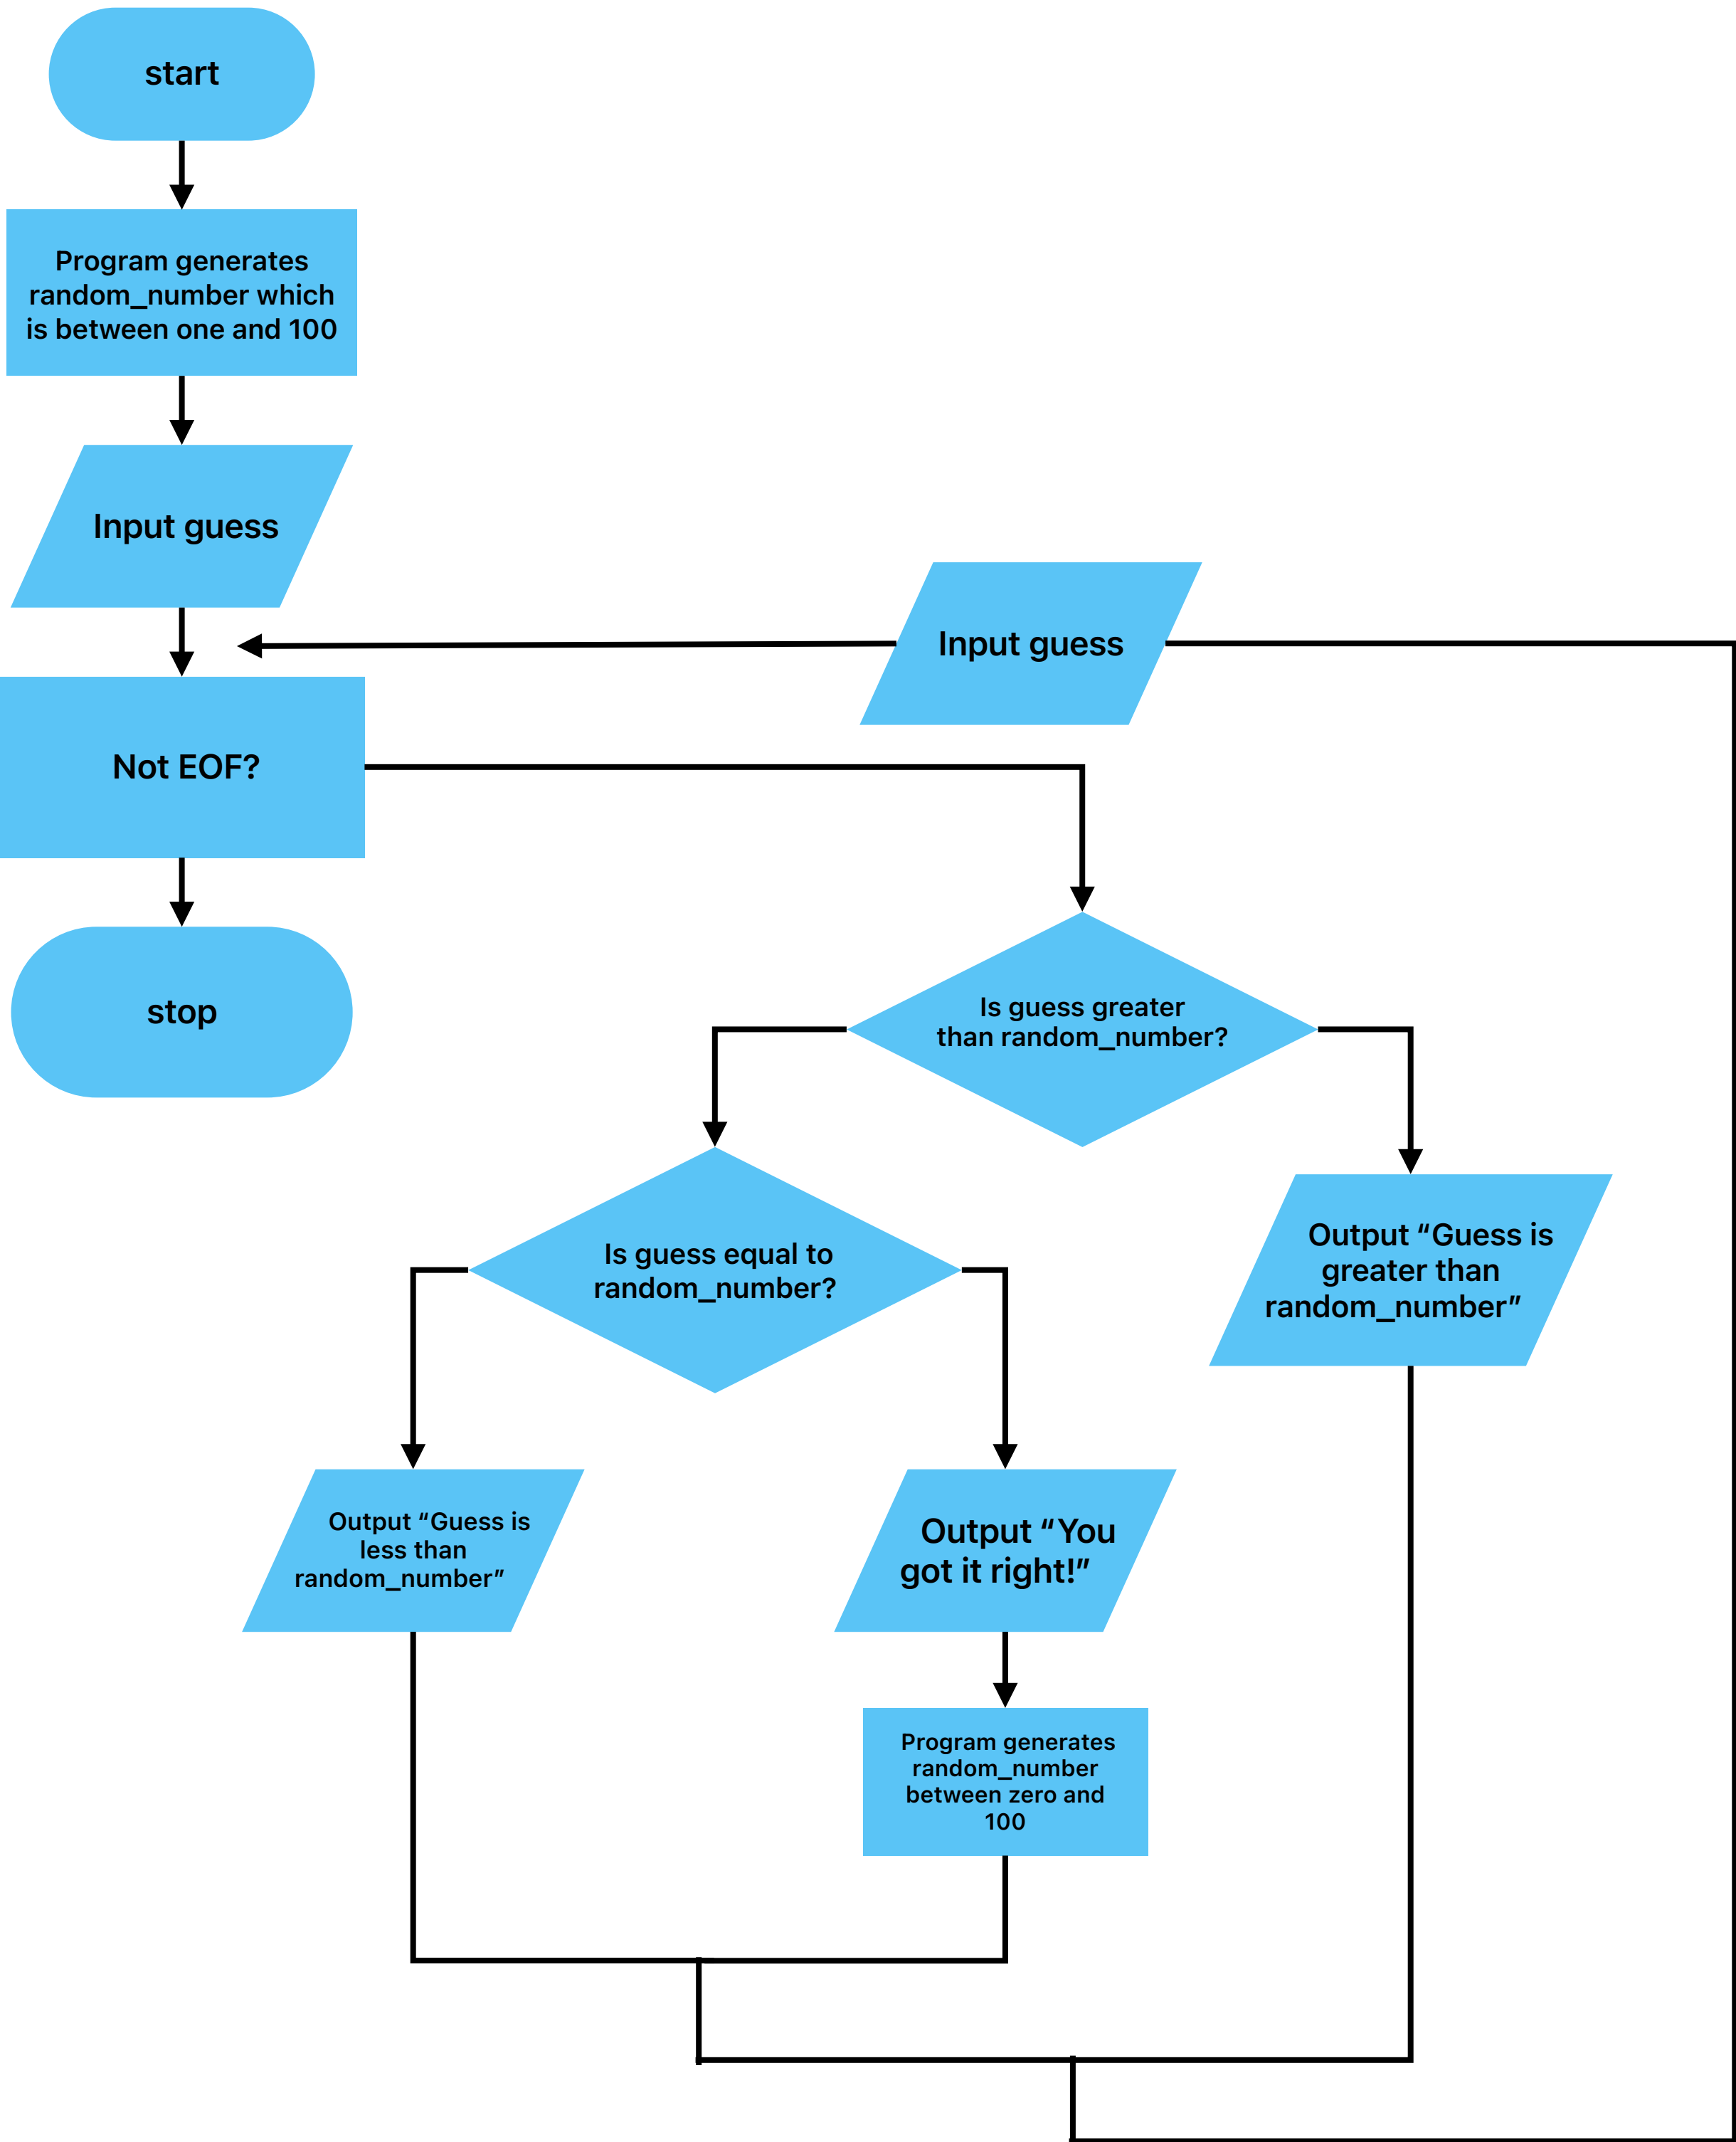 start
Program generates
random_number which
is between one and 100
Input guess
Input guess
Not EOF?
stop
Is guess greater
than random_number?
Is guess equal to
random_number?
Output “Guess is
greater than
random_number”
Output “Guess is
less than
random_number”
Output “You
got it right!”
Program generates
random_number
between zero and
100